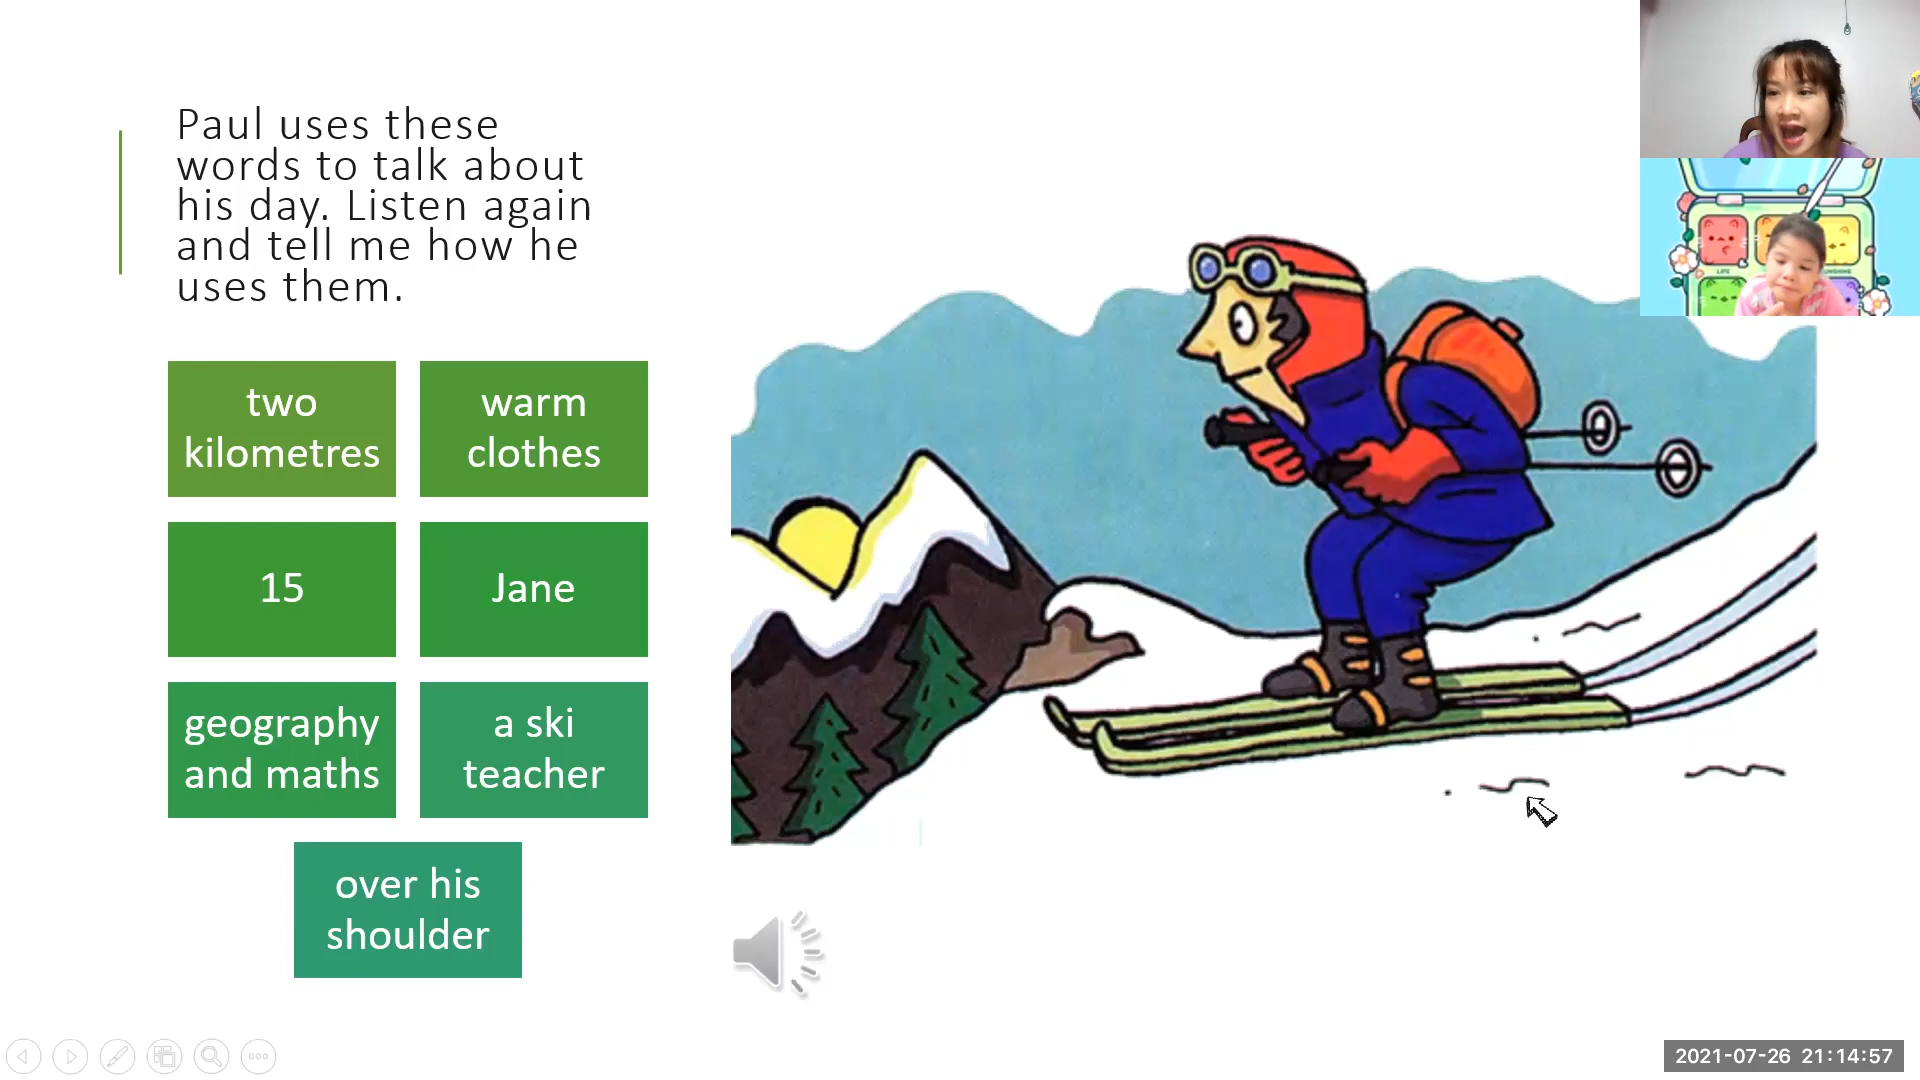 Paul uses these
words to talk about
his day. Listen again
and tell me how he
uses them.
two
kilometres
warm
clothes
15
Jane
geography
and maths
a ski
teacher
over his
shoulder
2021-07-26 21:14:57